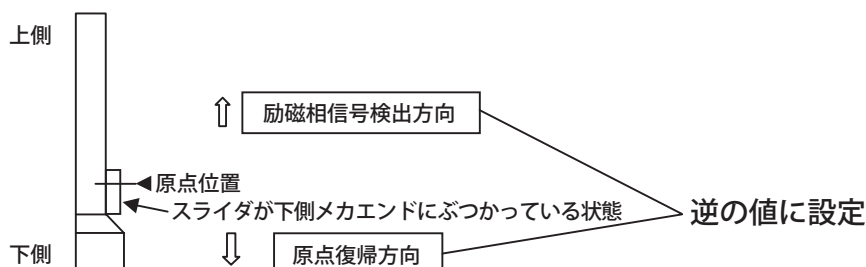 上側
励磁相信号検出方向
原点位置
スライダが下側メカエンドにぶつかっている状態
逆の値に設定
下側
原点復帰方向